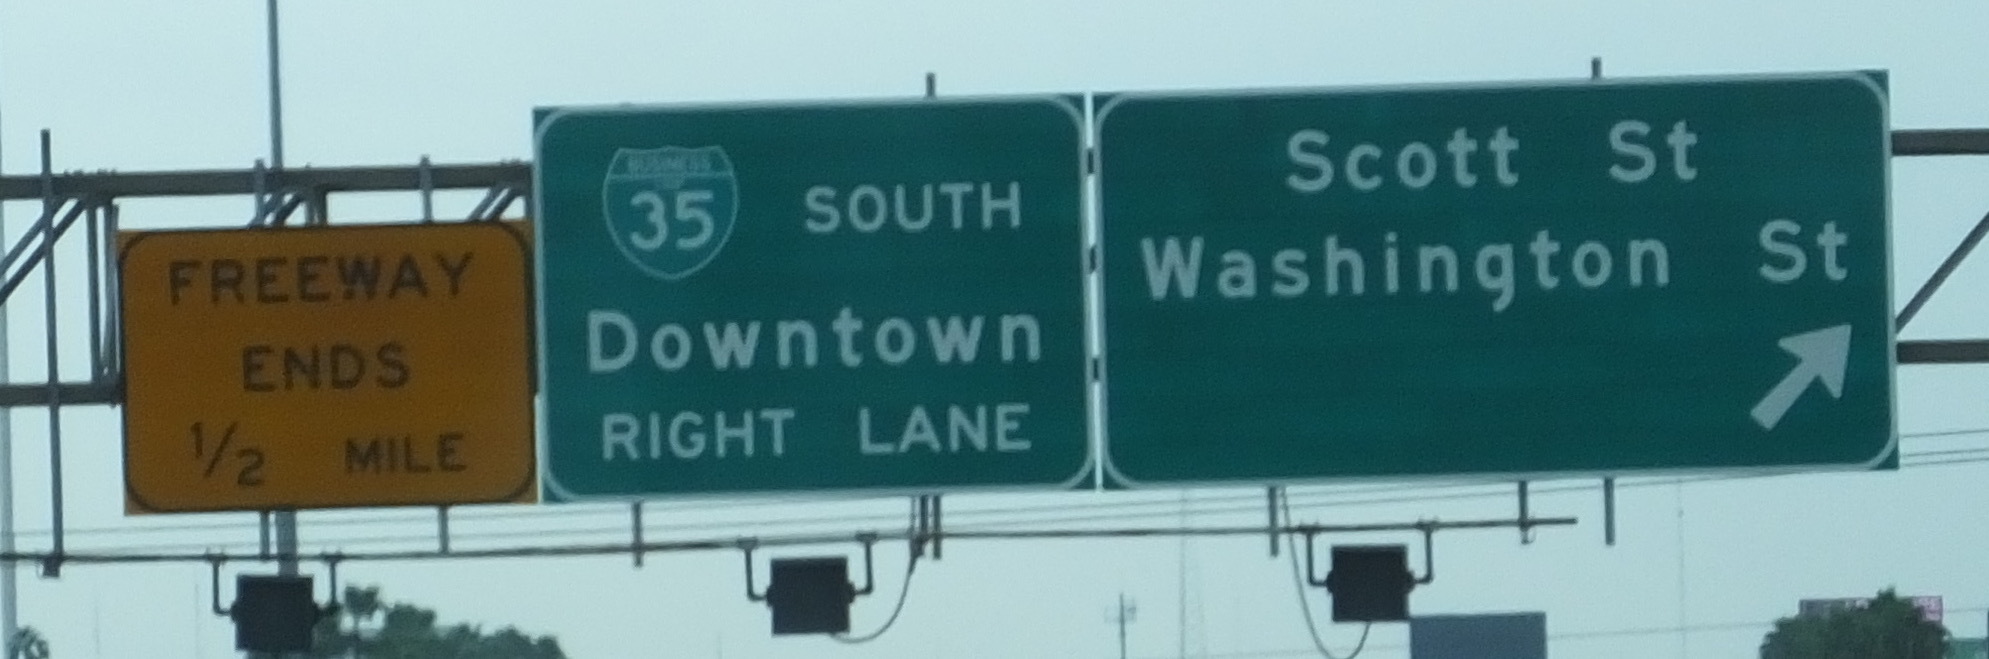 FREEWAY
ENDS
1/2 MILE
BUSINESS
35 SOUTH
Downtown
RIGHT LANE
Scott St
Washington St